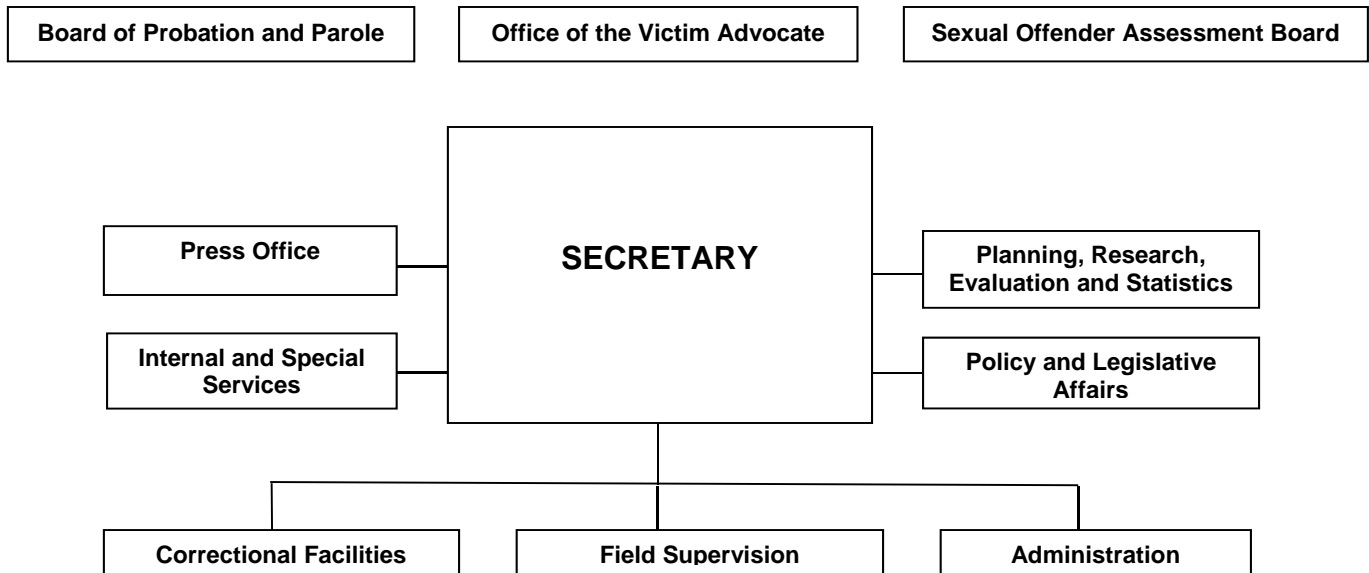 Board of Probation and Parole
Office of the Victim Advocate
Sexual Offender Assessment Board
SECRETARY
Press Office
Planning, Research,
Evaluation and Statistics
Internal and Special
Services
Policy and Legislative
Affairs
Correctional Facilities
Field Supervision
Administration